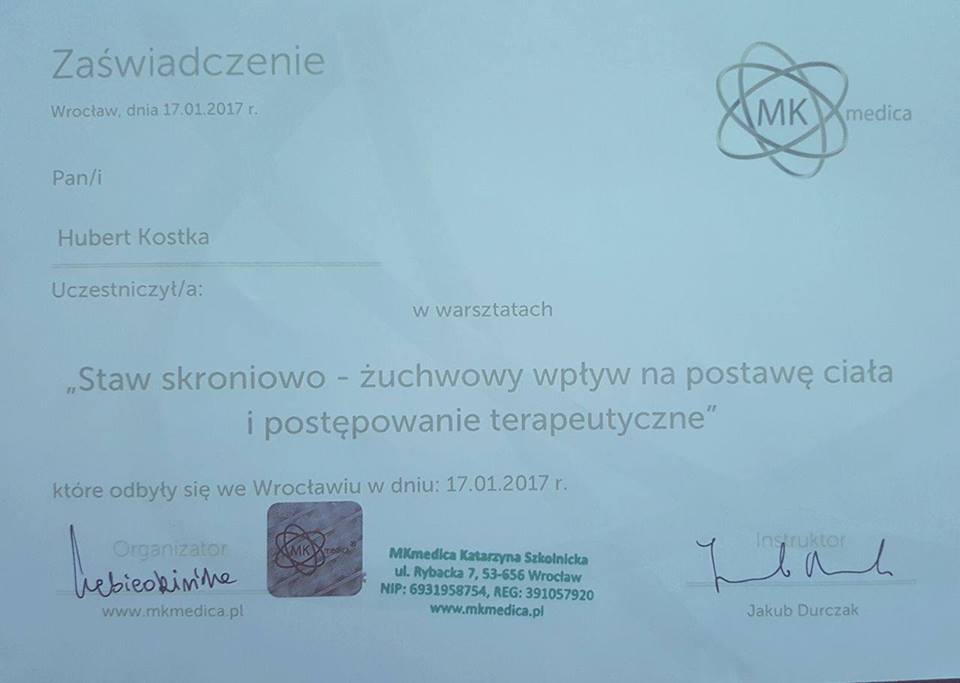 Zaświadczenie
Wrocław, dnia 17.01.2017 r.
MK medica
Pan/i
Hubert Kostka
Uczestniczył/a:
w warsztatach
„Staw skroniowo - żuchwowy wpływ na postawę ciała
i postępowanie terapeutyczne”
które odbyły się we Wrocławiu w dniu: 17.01.2017 r.
Organizator
www.mkmedica.pl
MK medica®
MKmedica Katarzyna Szkolnicka
ul. Rybacka 7, 53-656 Wrocław
NIP: 6931958754, REG: 391057920
www.mkmedica.pl
Instruktor
Jakub Durczak